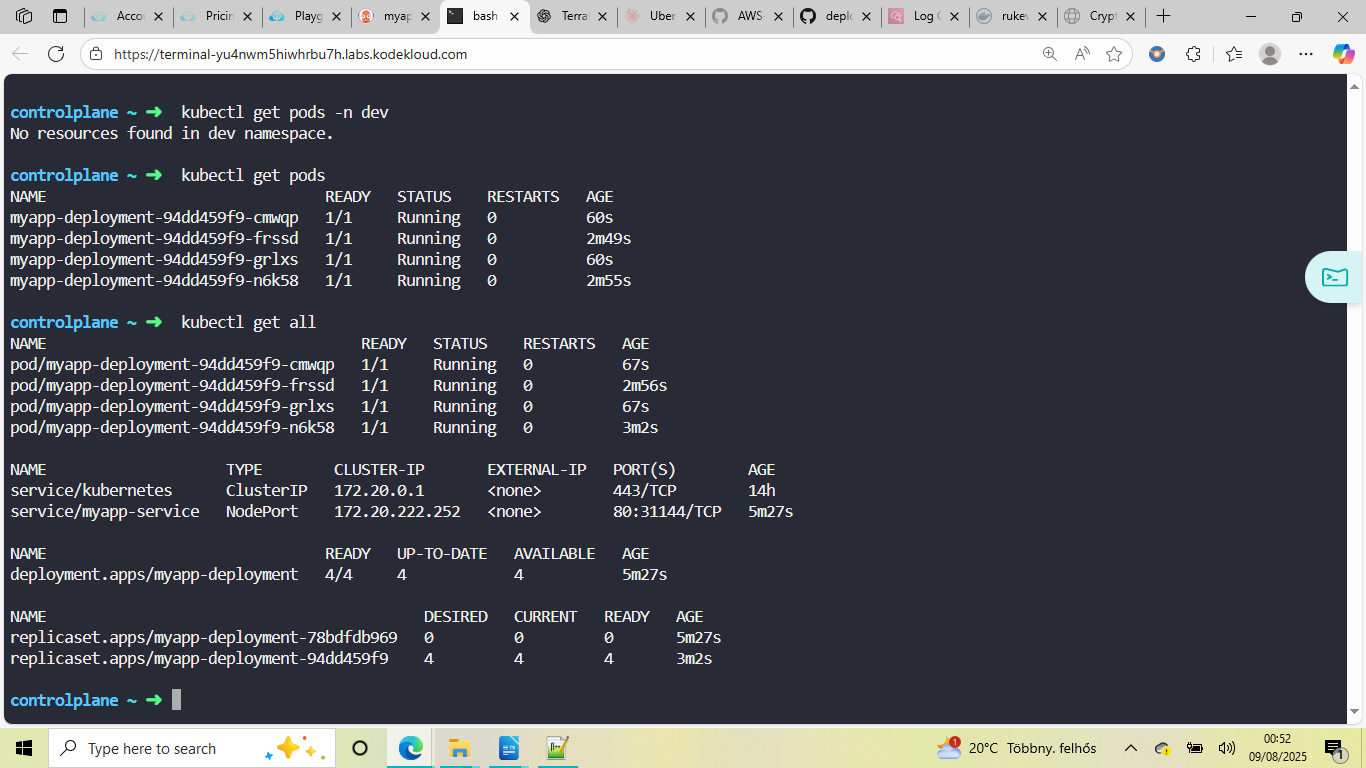 Accou
Pricin
Playg
myap
bash
Terraf
Uber
AWS-
deplo
Log C
rukev
Crypt
https://terminal-yu4nwm5hiwhrbu7h.labs.kodekloud.com
controlplane ~ ➜ kubectl get pods -n dev
No resources found in dev namespace.
controlplane ~ ➜ kubectl get pods
NAME READY STATUS RESTARTS AGE
myapp-deployment-94dd459f9-cmwqp 1/1 Running 0 60s
myapp-deployment-94dd459f9-frssd 1/1 Running 0 2m49s
myapp-deployment-94dd459f9-grlxs 1/1 Running 0 60s
myapp-deployment-94dd459f9-n6k58 1/1 Running 0 2m55s
controlplane ~ ➜ kubectl get all
NAME READY STATUS RESTARTS AGE
pod/myapp-deployment-94dd459f9-cmwqp 1/1 Running 0 67s
pod/myapp-deployment-94dd459f9-frssd 1/1 Running 0 2m56s
pod/myapp-deployment-94dd459f9-grlxs 1/1 Running 0 67s
pod/myapp-deployment-94dd459f9-n6k58 1/1 Running 0 3m2s
NAME TYPE CLUSTER-IP EXTERNAL-IP PORT(S) AGE
service/kubernetes ClusterIP 172.20.0.1 <none> 443/TCP 14h
service/myapp-service NodePort 172.20.222.252 <none> 80:31144/TCP 5m27s
NAME READY UP-TO-DATE AVAILABLE AGE
deployment.apps/myapp-deployment 4/4 4 4 5m27s
NAME DESIRED CURRENT READY AGE
replicaset.apps/myapp-deployment-78bdfdb969 0 0 0 5m27s
replicaset.apps/myapp-deployment-94dd459f9 4 4 4 3m2s
controlplane ~ ➜
Type here to search
1
20°C Többny. felhős
00:52
09/08/2025
1